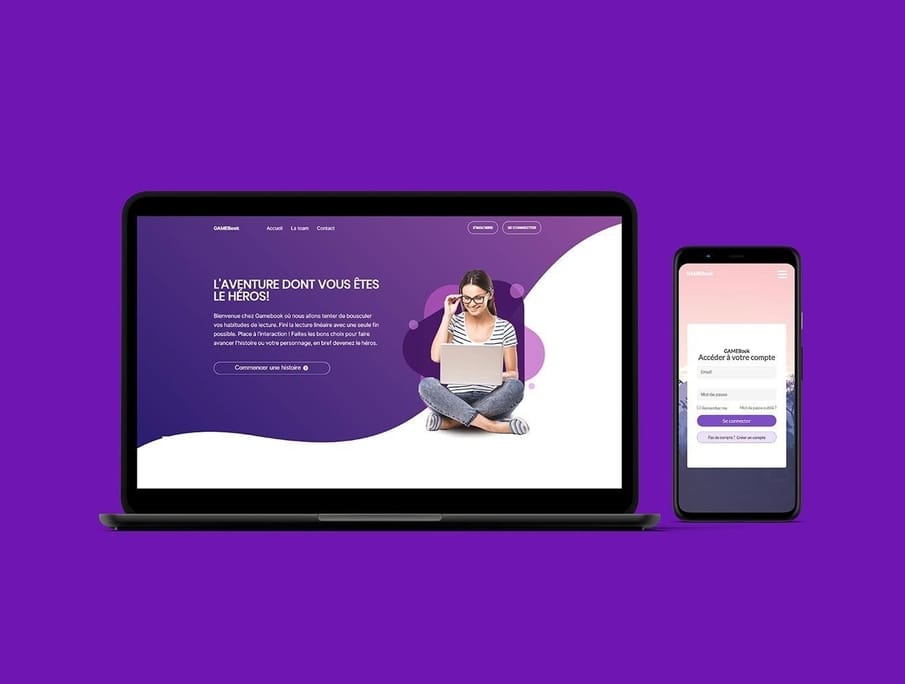 GAMEBook
Accueil La team Contact
S'INSCRIRE SE CONNECTER
L'AVENTURE DONT VOUS ÊTES
LE HÉROS!
Bienvenue chez Gamebook où nous allons tenter de bousculer
vos habitudes de lecture. Fini la lecture linéaire avec une seule fin
possible. Place à l'interaction ! Faites les bons choix pour faire
avancer l'histoire ou votre personnage, en bref devenez le héros.
Commencer une histoire
GAMEBook
GAMEBook
Accéder à votre compte
Email
Mot de passe
Remember me Mot de passe oublié ?
Se connecter
Pas de compte ? Créer un compte